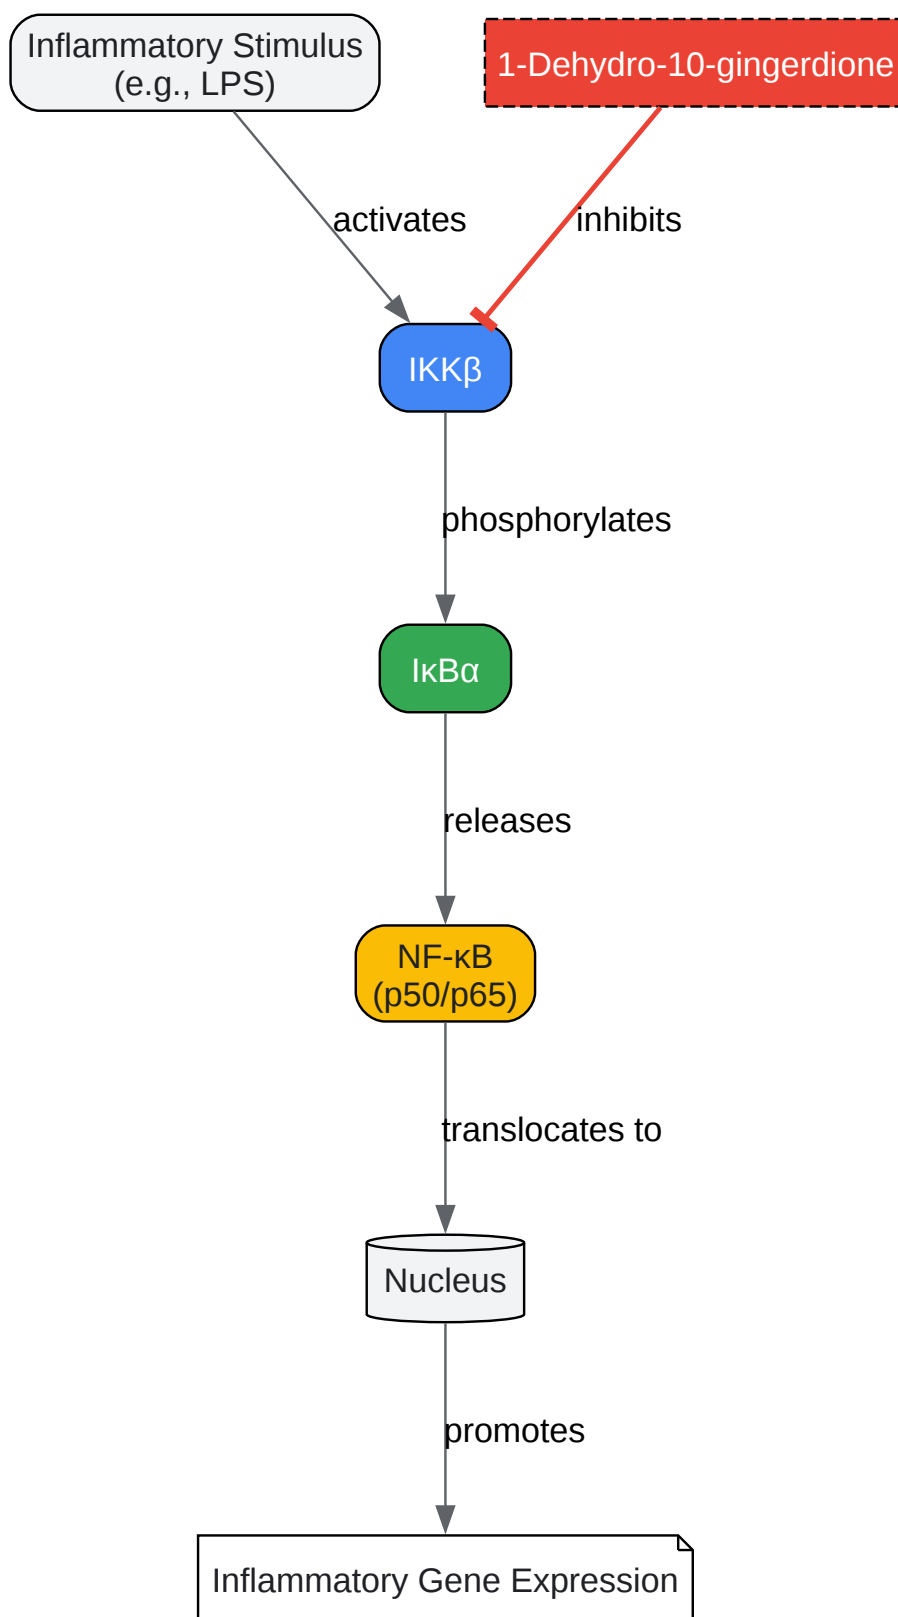 Inflammatory Stimulus
(e.g., LPS)
1-Dehydro-10-gingerdione
activates
inhibits
IKKβ
phosphorylates
IκBα
releases
NF-κB
(p50/p65)
translocates to
Nucleus
promotes
Inflammatory Gene Expression